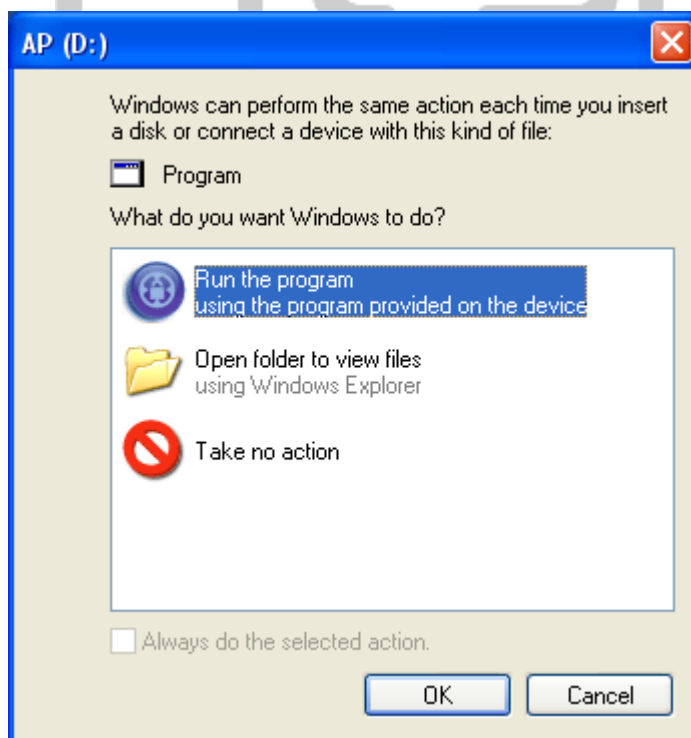 AP (D:)
Windows can perform the same action each time you insert
a disk or connect a device with this kind of file:
Program
What do you want Windows to do?
Run the program
using the program provided on the device
Open folder to view files
using Windows Explorer
Take no action
Always do the selected action.
OK
Cancel